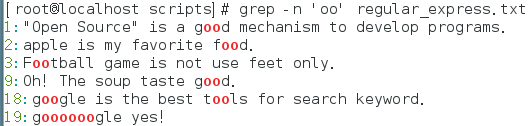 [root@localhost scripts]# grep -n 'oo' regular_express.txt
1:"Open Source" is a good mechanism to develop programs.
2:apple is my favorite food.
3:Football game is not use feet only.
9:Oh! The soup taste good.
18:google is the best tools for search keyword.
19:goooooogle yes!